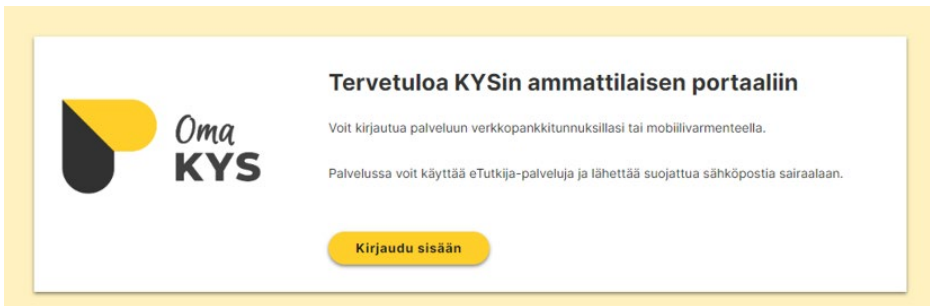 Tervetuloa KYSin ammattilaisen portaaliin
Oma
KYS
Voit kirjautua palveluun verkkopankkitunnuksillasi tai mobiilivarmenteella.
Palvelussa voit käyttää eTutkija-palveluja ja lähettää suojattua sähköpostia sairaalaan.
Kirjaudu sisään